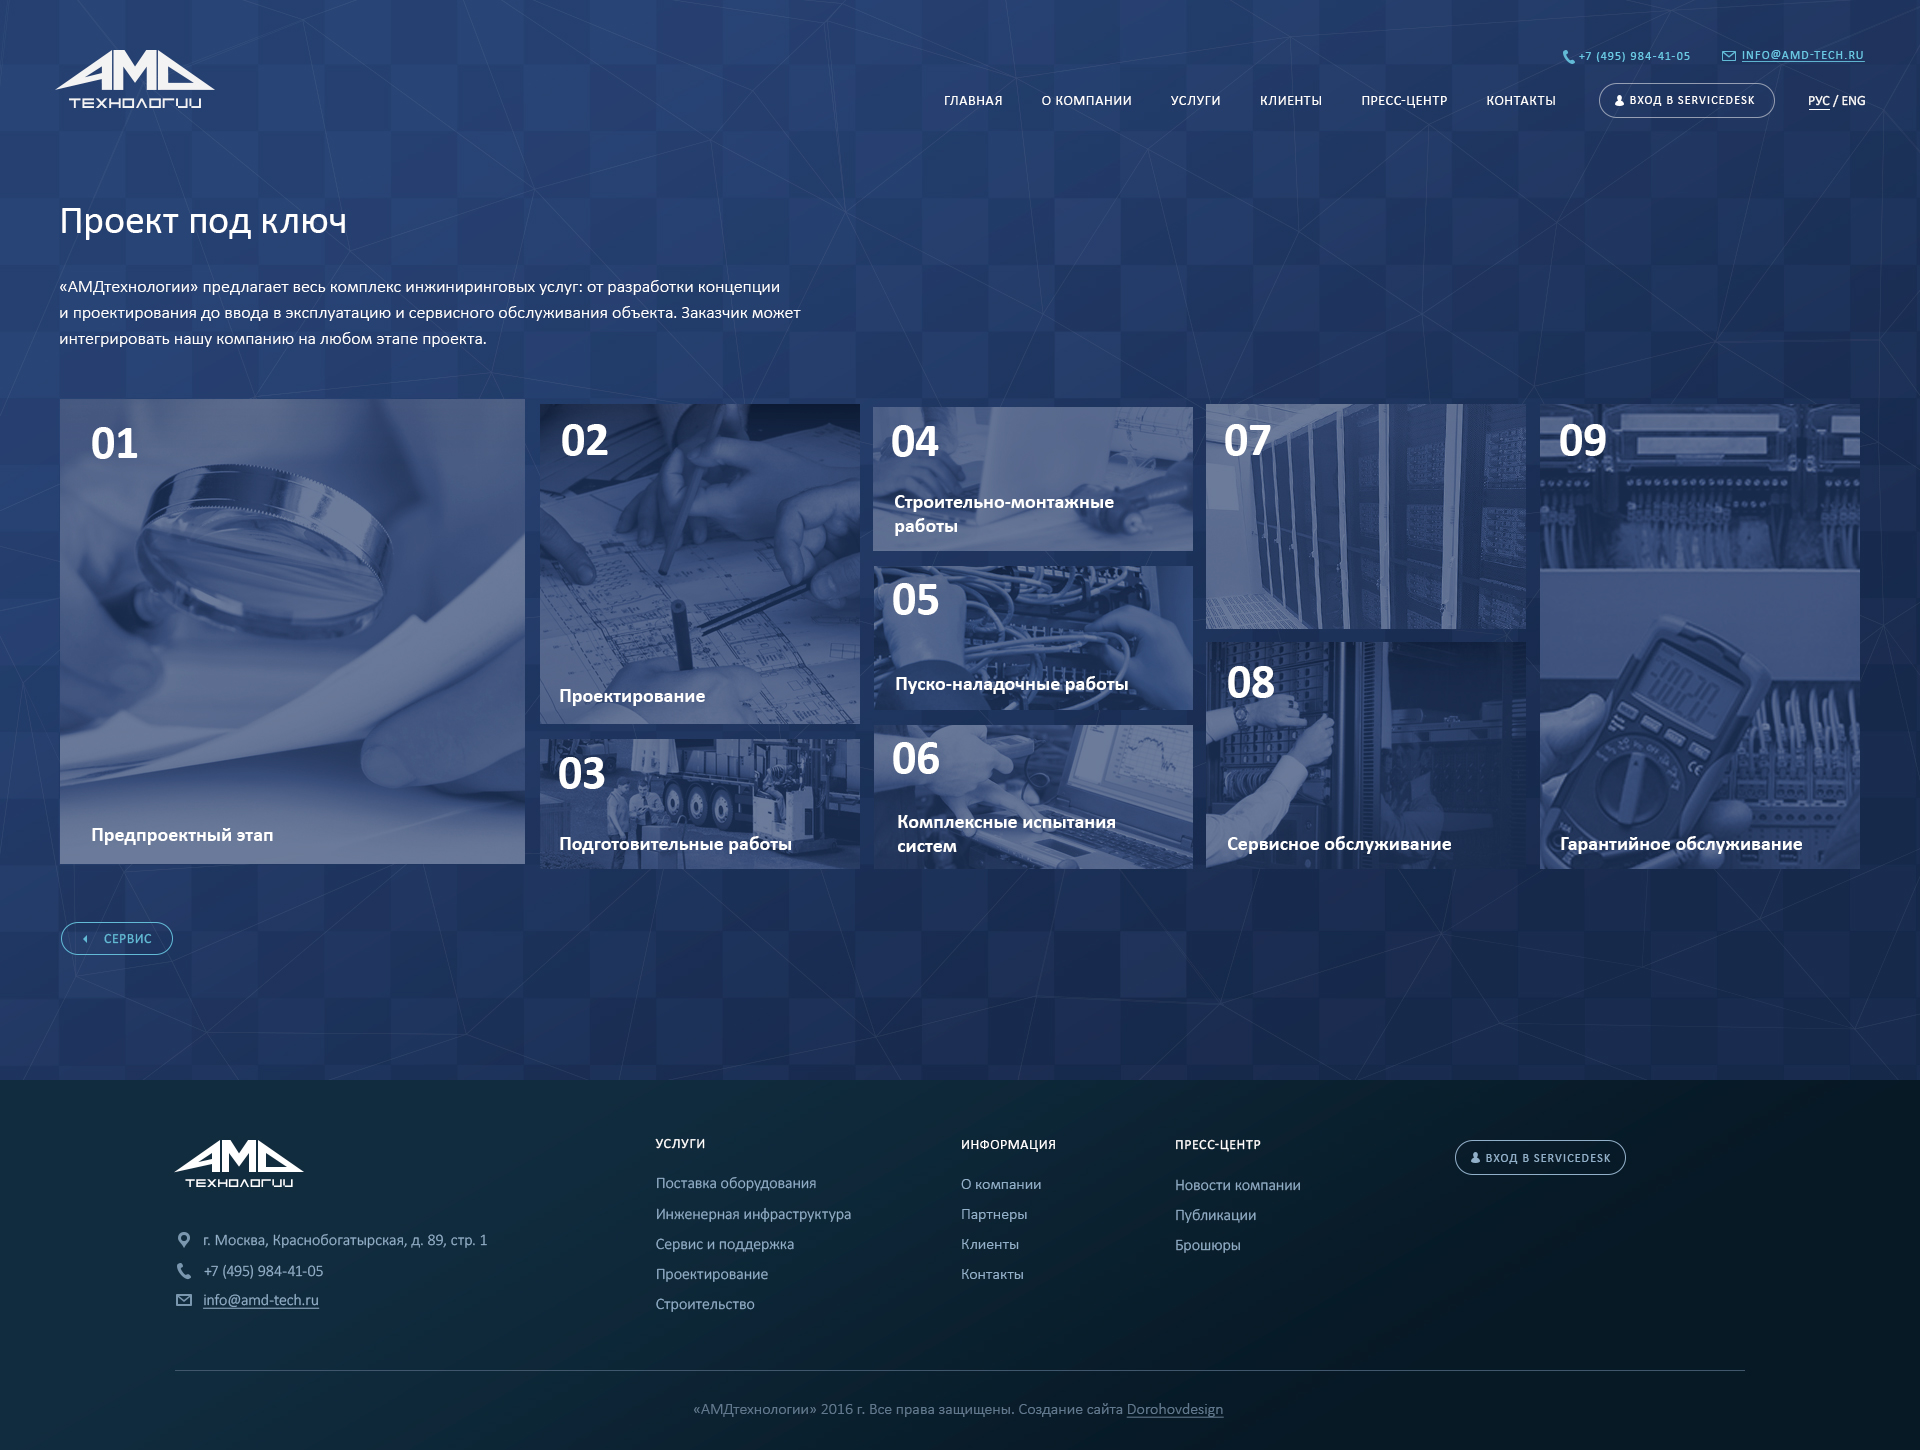 АМД
ТЕХНОЛОГИИ
+7 (495) 984-41-05
INFO@AMD-TECH.RU
ГЛАВНАЯ
О КОМПАНИИ
УСЛУГИ
КЛИЕНТЫ
ПРЕСС-ЦЕНТР
КОНТАКТЫ
ВХОД В SERVICEDESK
РУС / ENG
Проект под ключ
«АМДтехнологии» предлагает весь комплекс инжиниринговых услуг: от разработки концепции
и проектирования до ввода в эксплуатацию и сервисного обслуживания объекта. Заказчик может
интегрировать нашу компанию на любом этапе проекта.
01
Предпроектный этап
02
Проектирование
03
Подготовительные работы
04
Строительно-монтажные
работы
05
Пуско-наладочные работы
06
Комплексные испытания
систем
07
08
Сервисное обслуживание
09
Гарантийное обслуживание
СЕРВИС
АМД
ТЕХНОЛОГИИ
г. Москва, Краснобогатырская, д. 89, стр. 1
+7 (495) 984-41-05
info@amd-tech.ru
УСЛУГИ
Поставка оборудования
Инженерная инфраструктура
Сервис и поддержка
Проектирование
Строительство
ИНФОРМАЦИЯ
О компании
Партнеры
Клиенты
Контакты
ПРЕСС-ЦЕНТР
Новости компании
Публикации
Брошюры
ВХОД В SERVICEDESK
«АМДтехнологии» 2016 г. Все права защищены. Создание сайта Dorohovdesign